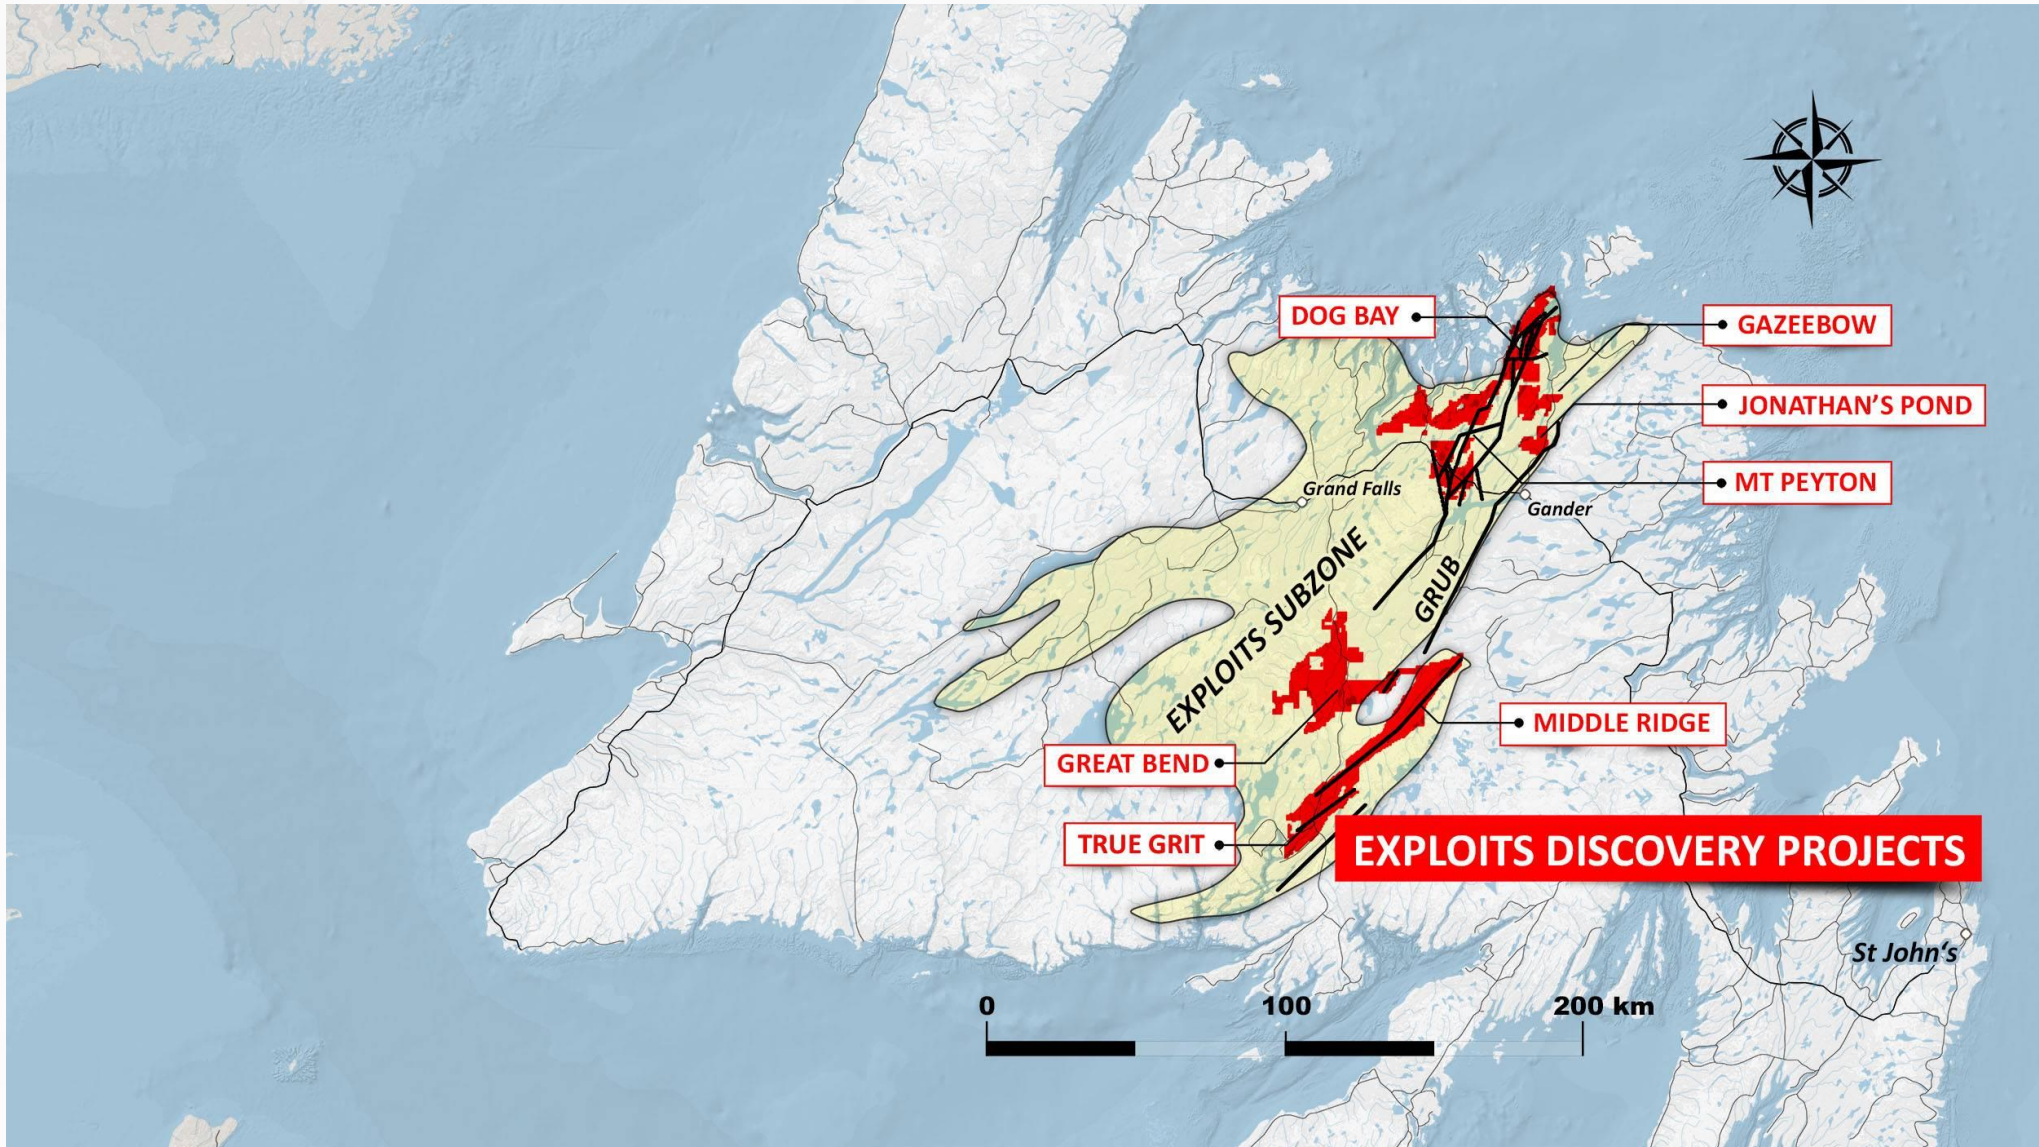 DOG BAY
GAZEEBOW
JONATHAN'S POND
MT PEYTON
Grand Falls
Gander
EXPLOITS SUBZONE
GRUB
MIDDLE RIDGE
GREAT BEND
TRUE GRIT
EXPLOITS DISCOVERY PROJECTS
St John‘s
0 100 200 km